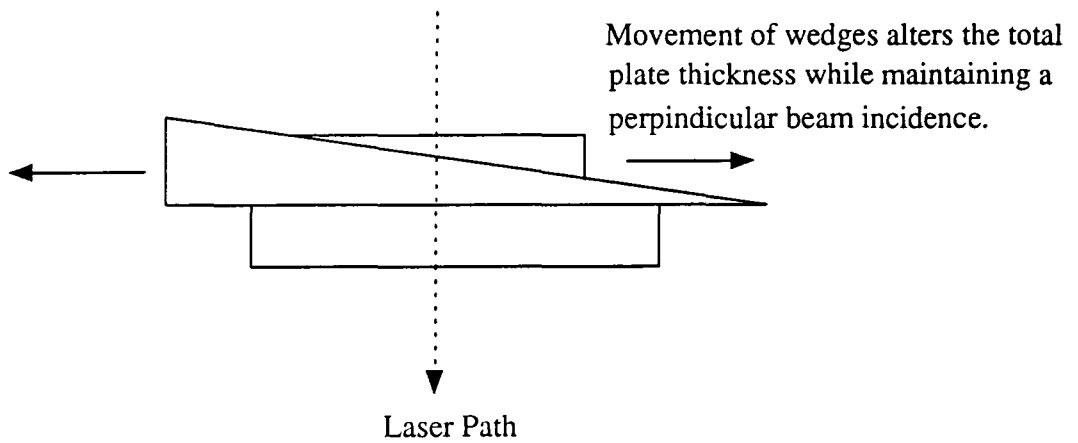 Movement of wedges alters the total
plate thickness while maintaining a
perpindicular beam incidence.
Laser Path